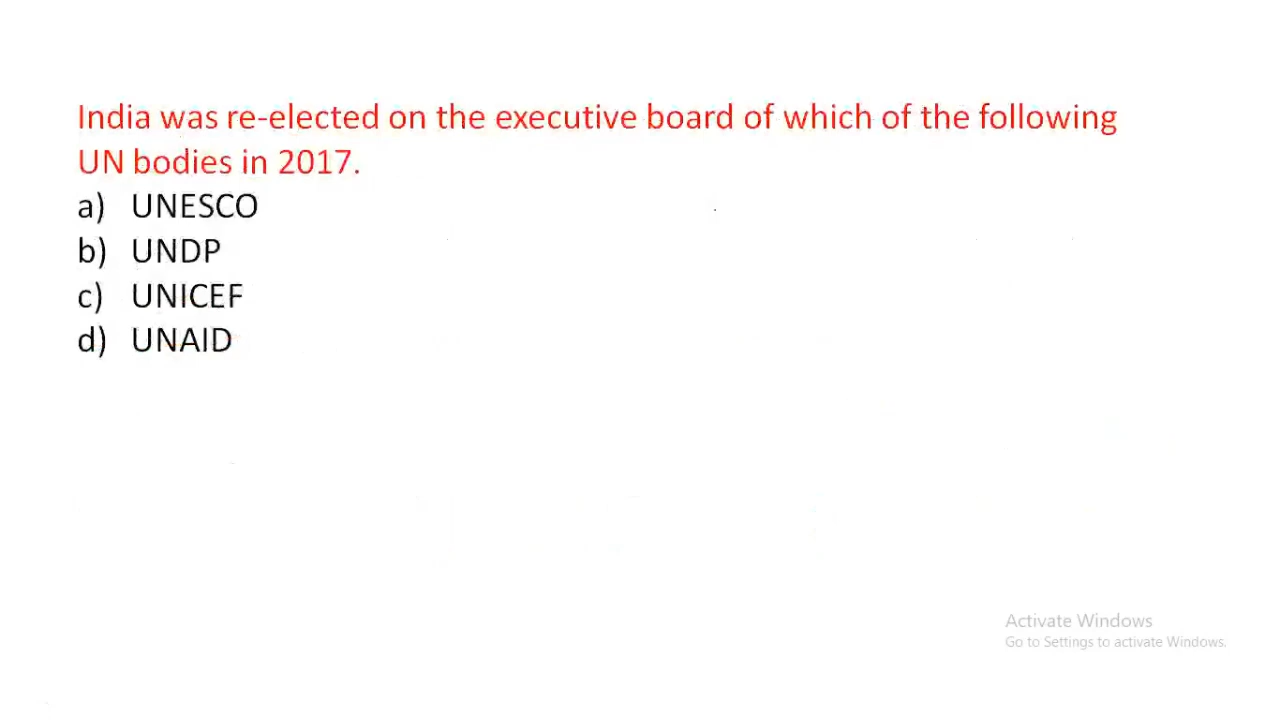 India was re-elected on the executive board of which of the following
UN bodies in 2017.
a) UNESCO
b) UNDP
c) UNICEF
d) UNAID
Activate Windows
Go to Settings to activate Windows.